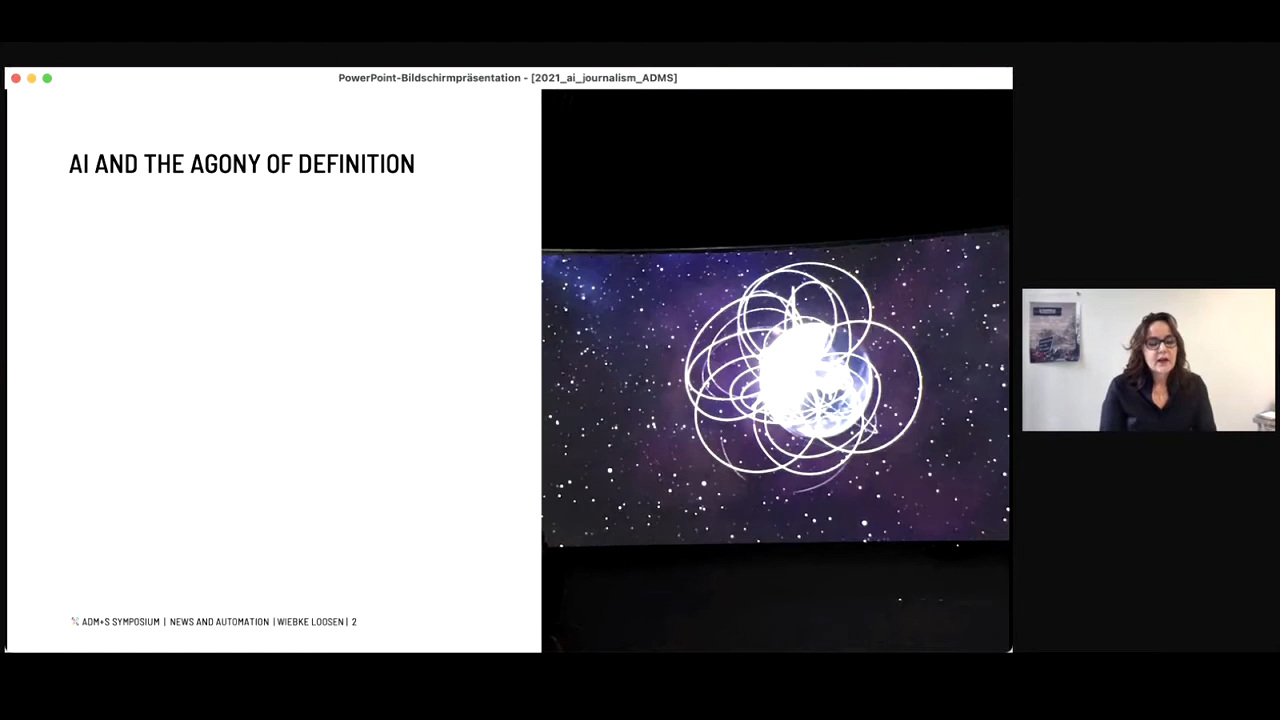 PowerPoint-Bildschirmpräsentation - [2021_ai_journalism_ADMS]
AI AND THE AGONY OF DEFINITION
ADM+S SYMPOSIUM | NEWS AND AUTOMATION | WIEBKE LOOSEN | 2